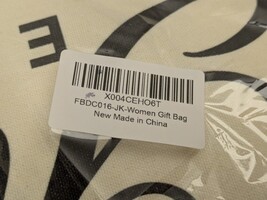 E
X004CEHO6T
FBDC016-JK-Women Gift Bag
New Made in China